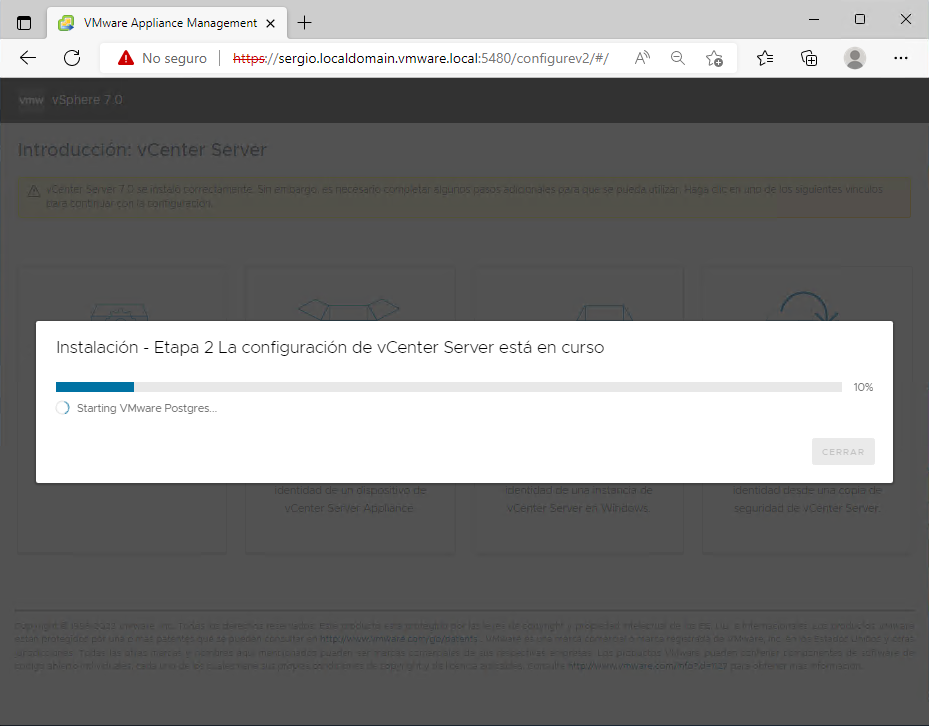 VMware Appliance Management
No seguro
https://sergio.localdomain.vmware.local:5480/configurev2/#/
vmw vSphere 7.0
Introducción: vCenter Server
vCenter Server 7.0 se instaló correctamente. Sin embargo, es necesario completar algunos pasos adicionales para que se pueda utilizar. Haga clic en uno de los siguientes vínculos
para continuar con la configuración.
Instalación - Etapa 2 La configuración de vCenter Server está en curso
10%
Starting VMware Postgres...
CERRAR
identidad de un dispositivo de
vCenter Server Appliance
identidad de una instancia de
vCenter Server en Windows.
identidad desde una copia de
seguridad de vCenter Server.